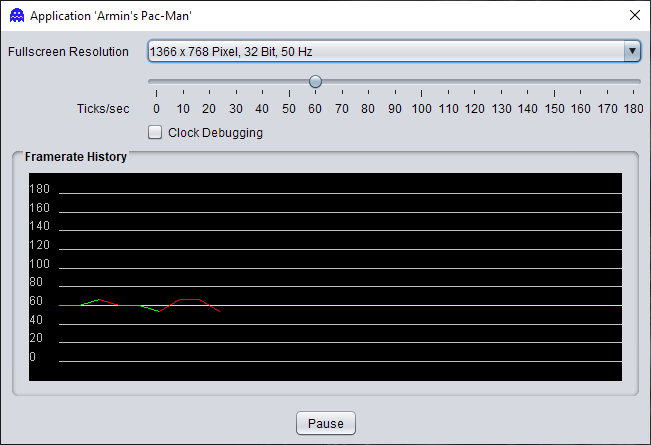 Application 'Armin's Pac-Man'
Fullscreen Resolution 1366 x 768 Pixel, 32 Bit, 50 Hz
Ticks/sec 0 10 20 30 40 50 60 70 80 90 100 110 120 130 140 150 160 170 180
Clock Debugging
Framerate History
180
160
140
120
100
80
60
40
20
0
Pause